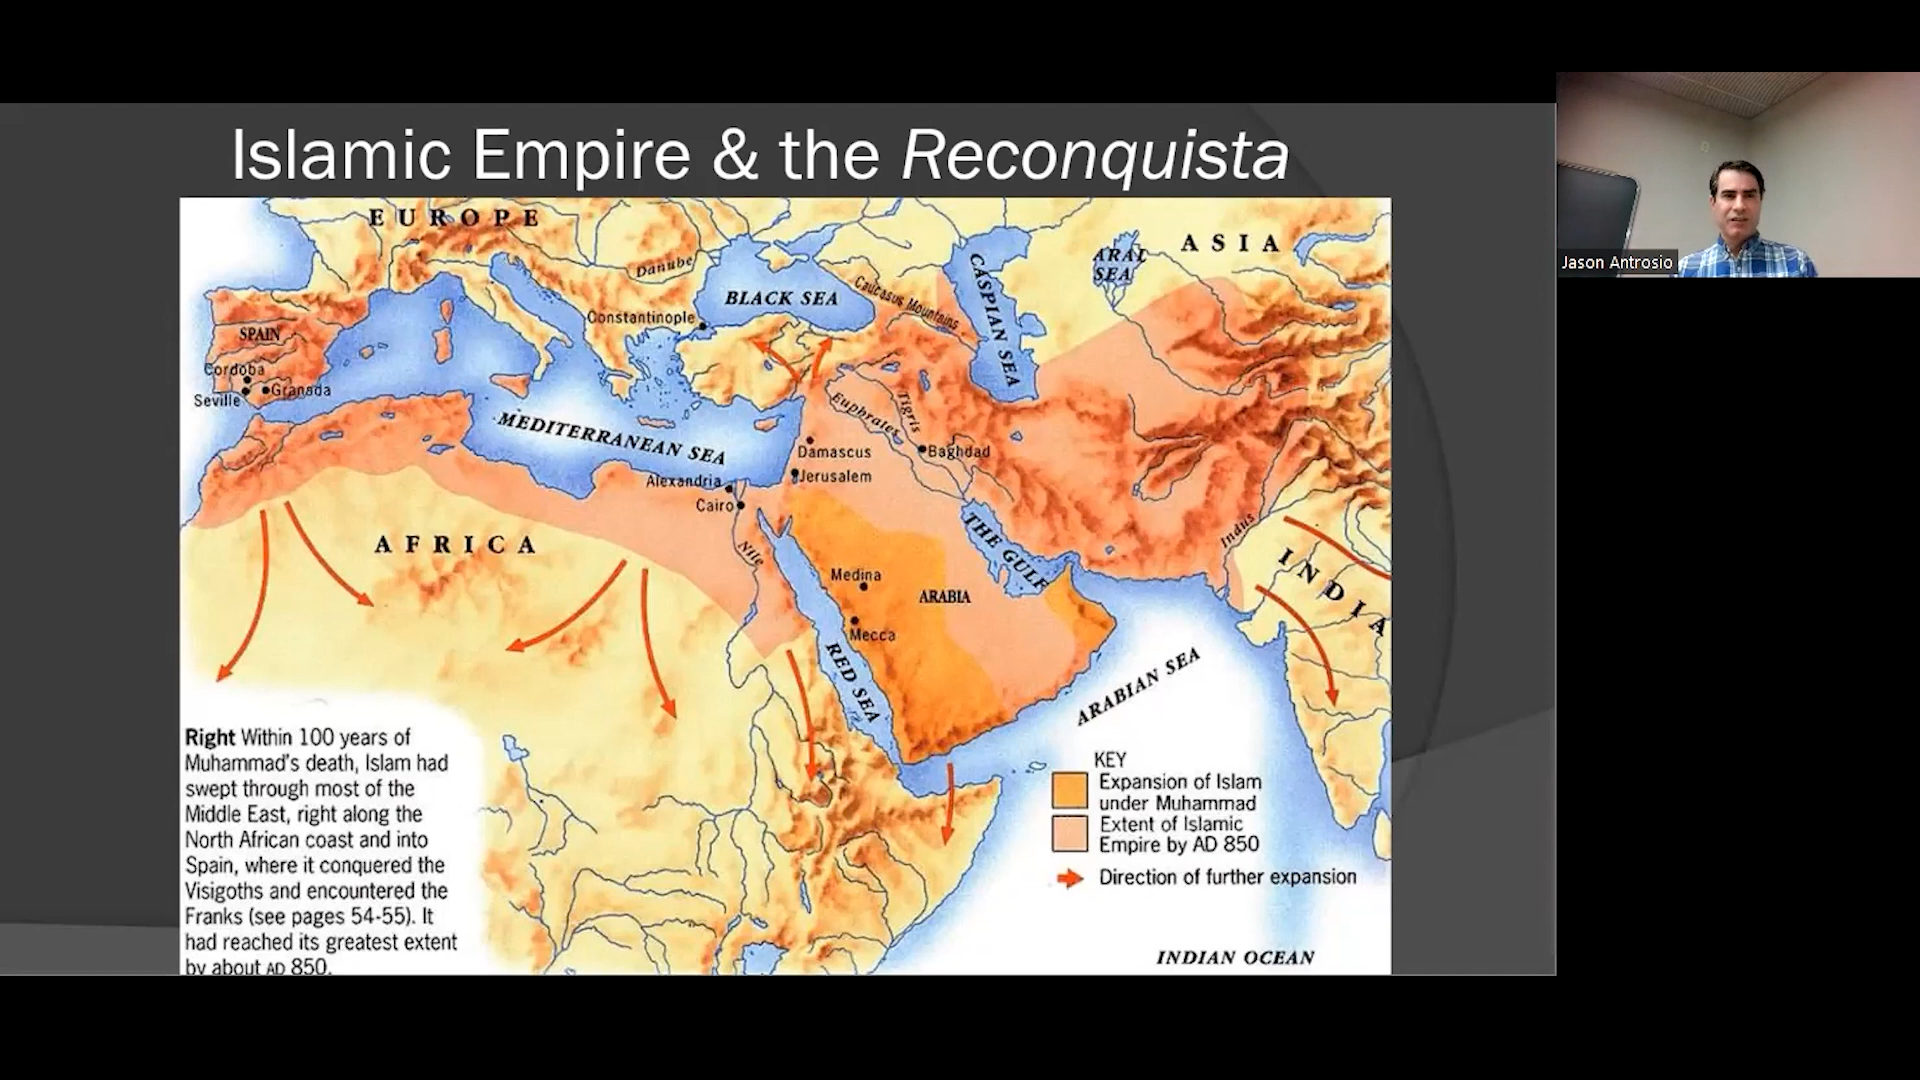 Islamic Empire & the Reconquista
Jason Antrosio
EUROPE
ASIA
ARAL
SEA
Danube
BLACK SEA
Caucasus Mountains
CASPIAN SEA
Constantinople
SPAIN
Cordoba
Granada
Seville
MEDITERRANEAN SEA
Euphrates
Tigris
Damascus
Baghdad
Jerusalem
Alexandria
Cairo
Nile
AFRICA
THE GULF
Indus
INDIA
Medina
ARABIA
Mecca
RED SEA
ARABIAN SEA
Right Within 100 years of
Muhammad's death, Islam had
swept through most of the
Middle East, right along the
North African coast and into
Spain, where it conquered the
Visigoths and encountered the
Franks (see pages 54-55). It
had reached its greatest extent
by about AD 850.
KEY
Expansion of Islam
under Muhammad
Extent of Islamic
Empire by AD 850
Direction of further expansion
INDIAN OCEAN